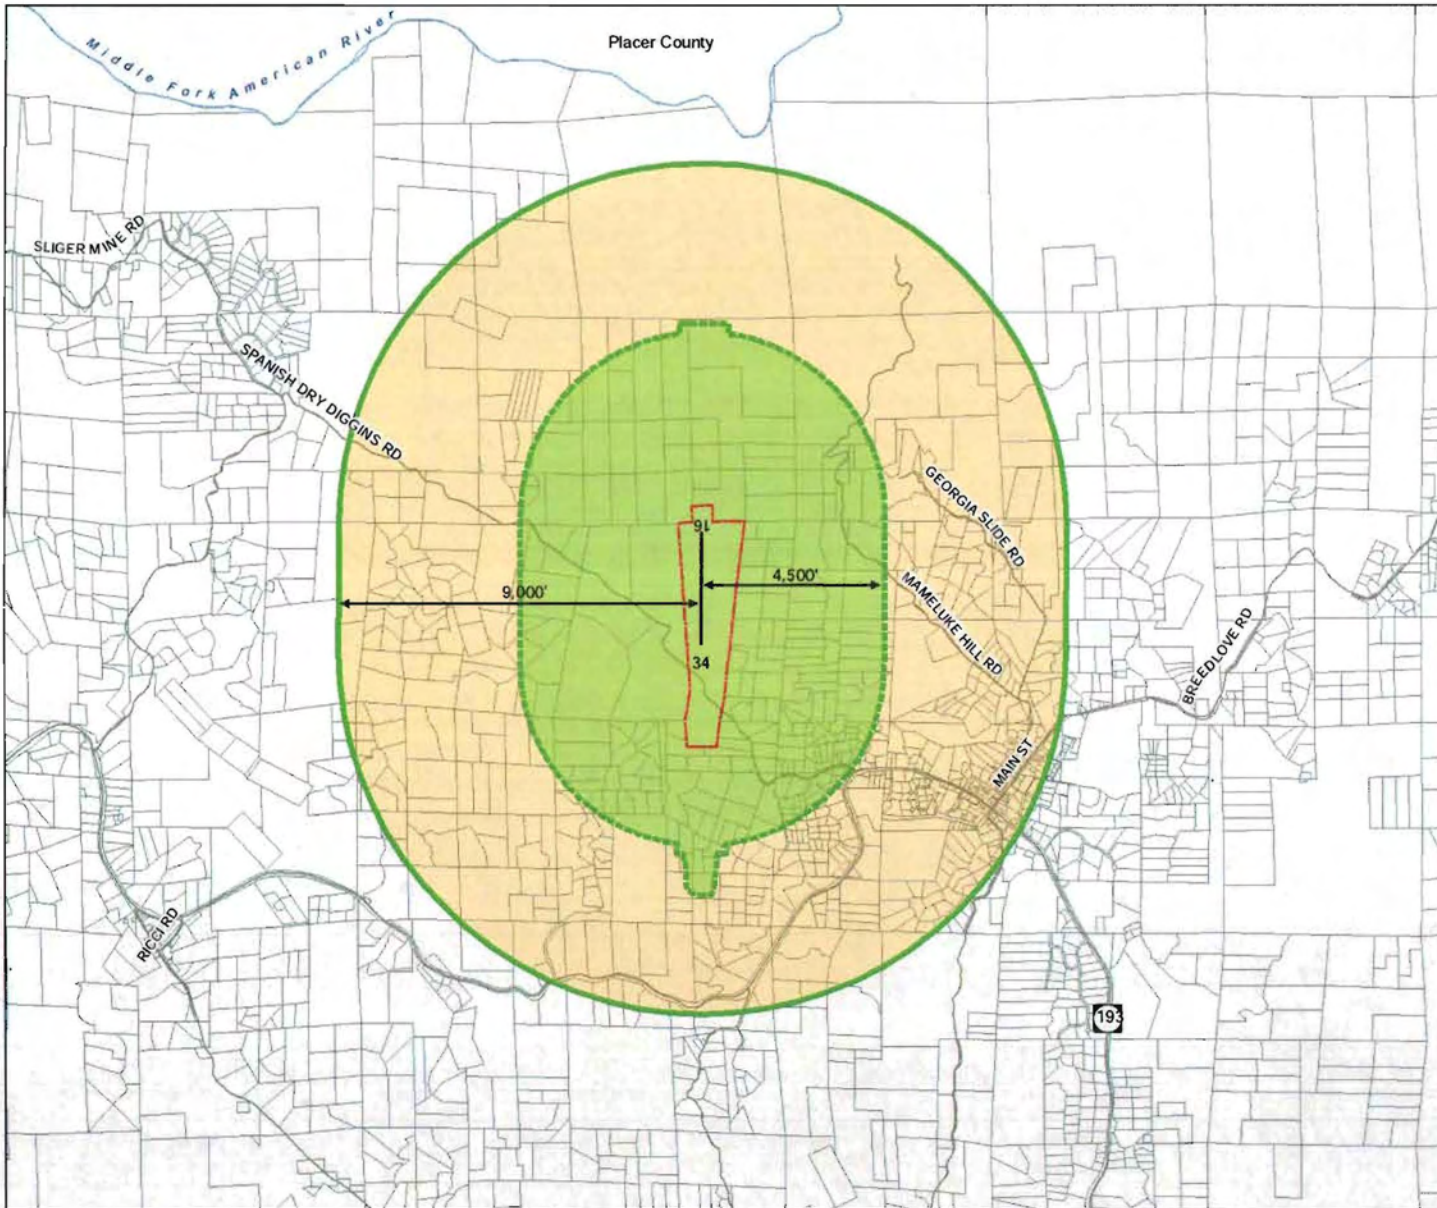 Placer County
Middle Fork American River
SLIGER MINE RD
SPANISH DRY DIGGINS RD
GEORGIA SLIDE RD
16
4,500'
9,000'
MAMELUKE HILL RD
34
BREEDLOVE RD
MAIN ST
RICCI RD
193